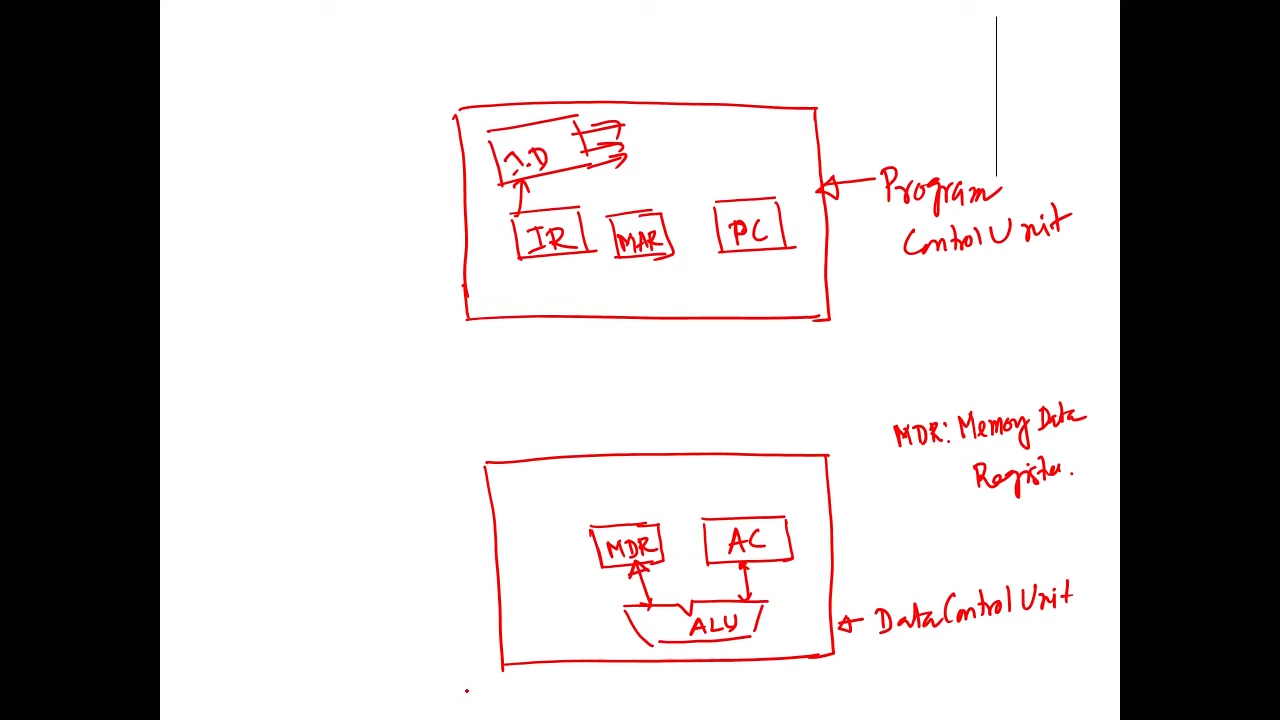 I.D
IR
MAR
PC
Program
Control Unit
MDR: Memory Data
Register.
MDR
AC
ALU
Data Control Unit